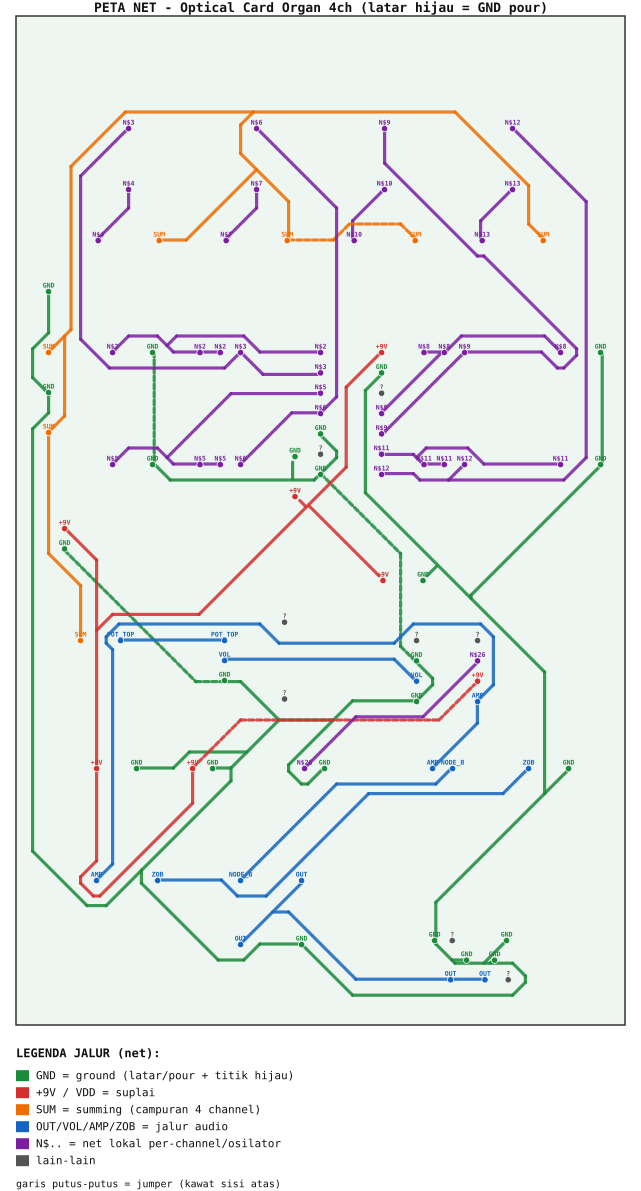 PETA NET - Optical Card Organ 4ch (latar hijau = GND pour)
N$3 N$6 N$9 N$12
N$4 N$7 N$10 N$13
SUM SUM N$10 SUM N$13 SUM
GND
SUM N$2 GND N$2 N$2 N$3 N$2 +9V N$8 N$9 N$8 GND
N$3 GND
GND N$5 ?
N$6
SUM GND N$9
N$5 GND N$5 N$5 N$6 GND ? N$11 N$11 N$11 N$12 N$11 GND
GND N$12
+9V
+9V
GND
+9V GND
?
SUM POT_TOP POT_TOP ? ?
VOL GND N$26
GND VOL +9V
? GND AMP
+9V GND +9V GND N$26 GND AMP NODE_B ZOB GND
AMP ZOB NODE_B OUT
OUT GND GND ? GND
GND GND
OUT OUT ?
LEGENDA JALUR (net):
GND = ground (latar/pour + titik hijau)
+9V / VDD = suplai
SUM = summing (campuran 4 channel)
OUT/VOL/AMP/ZOB = jalur audio
N$.. = net lokal per-channel/osilator
lain-lain
garis putus-putus = jumper (kawat sisi atas)